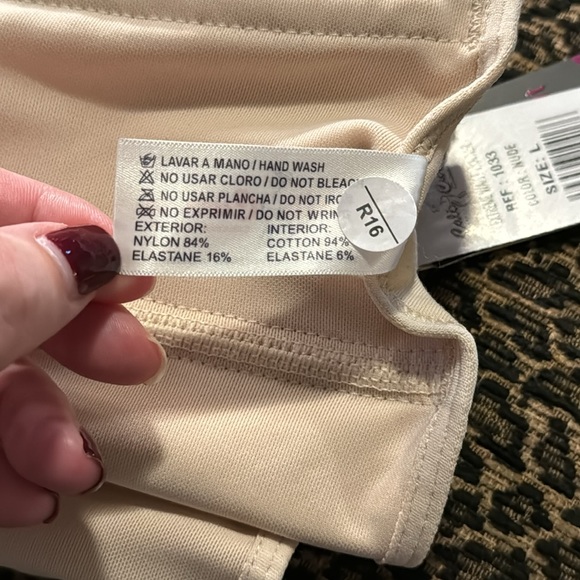 LAVAR A MANO / HAND WASH
NO USAR CLORO / DO NOT BLEAC
NO USAR PLANCHA / DO NOT IRO
NO EXPRIMIR / DO NOT WRIN
EXTERIOR:
NYLON 84%
ELASTANE 16%
INTERIOR:
COTTON 94%
ELASTANE 6%
R16
REF: 1033
COLOR: NUDE
SIZE: L